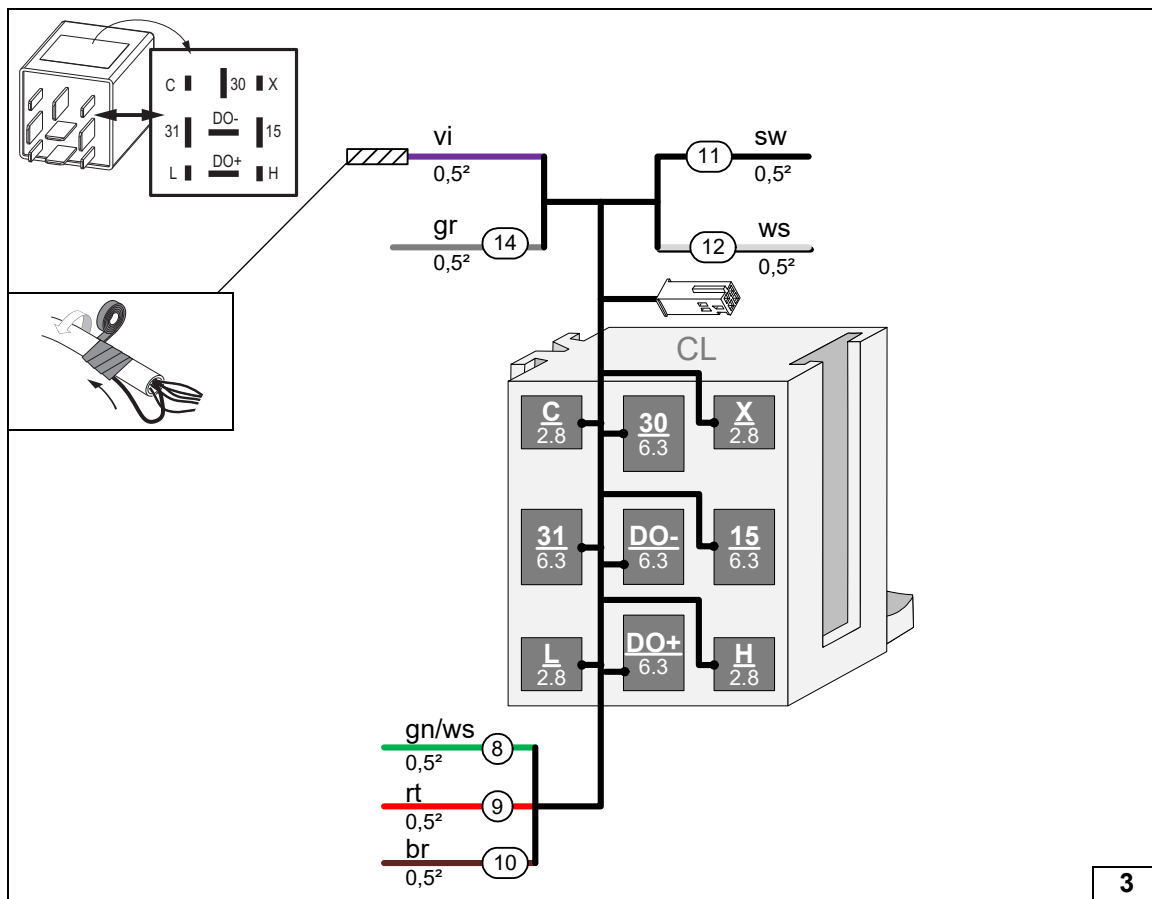 C 30 X
31 DO- 15
L DO+ H
vi
0,5²
gr 14
0,5²
11 sw
0,5²
12 ws
0,5²
CL
C
2.8
30
6.3
X
2.8
31
6.3
DO-
6.3
15
6.3
L
2.8
DO+
6.3
H
2.8
gn/ws 8
0,5²
rt 9
0,5²
br 10
0,5²
3